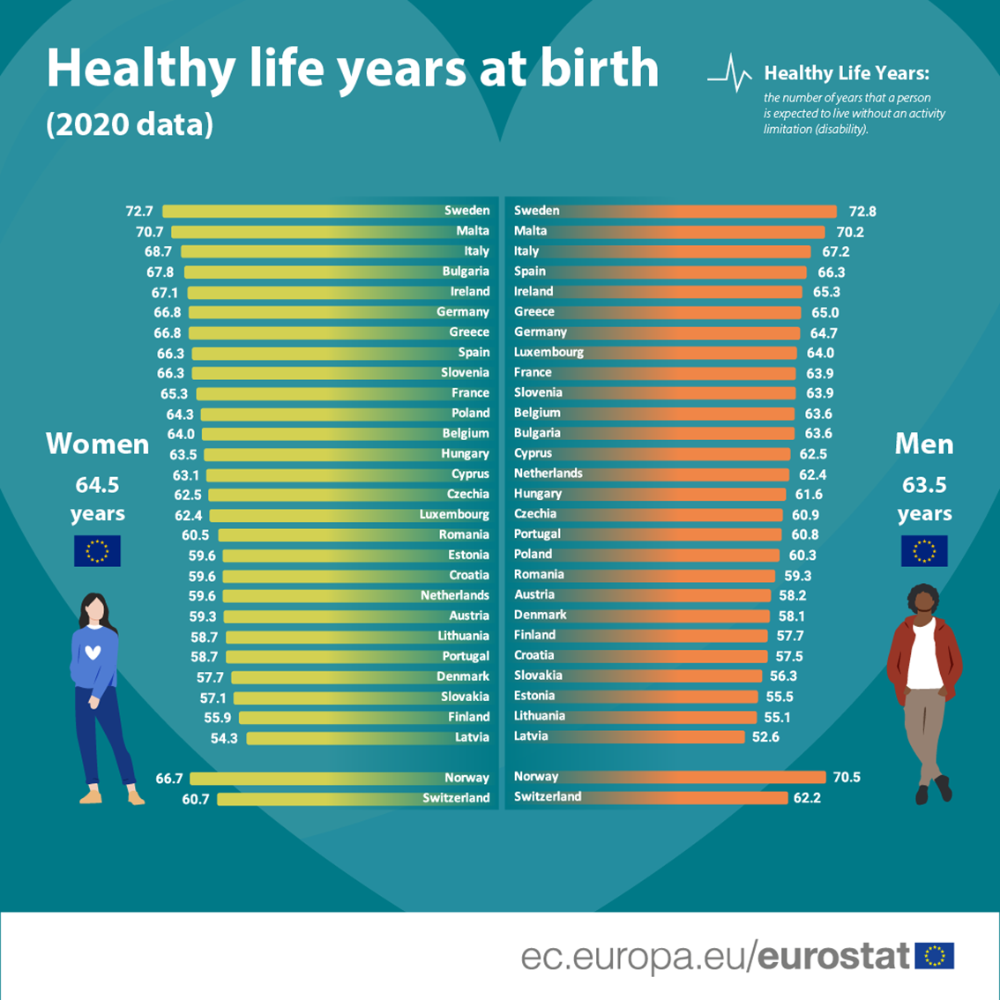 Healthy life years at birth
(2020 data)
Healthy Life Years:
the number of years that a person
is expected to live without an activity
limitation (disability).
72.7 Sweden Sweden 72.8
70.7 Malta Malta 70.2
68.7 Italy Italy 67.2
67.8 Bulgaria Spain 66.3
67.1 Ireland Ireland 65.3
66.8 Germany Greece 65.0
66.8 Greece Germany 64.7
66.3 Spain Luxembourg 64.0
66.3 Slovenia France 63.9
65.3 France Slovenia 63.9
64.3 Poland Belgium 63.6
64.0 Belgium Bulgaria 63.6
63.5 Hungary Cyprus 62.5
63.1 Cyprus Netherlands 62.4
62.5 Czechia Hungary 61.6
62.4 Luxembourg Czechia 60.9
60.5 Romania Portugal 60.8
59.6 Estonia Poland 60.3
59.6 Croatia Romania 59.3
59.6 Netherlands Austria 58.2
59.3 Austria Denmark 58.1
58.7 Lithuania Finland 57.7
58.7 Portugal Croatia 57.5
57.7 Denmark Slovakia 56.3
57.1 Slovakia Estonia 55.5
55.9 Finland Lithuania 55.1
54.3 Latvia Latvia 52.6
66.7 Norway Norway 70.5
60.7 Switzerland Switzerland 62.2
Women
64.5
years
Men
63.5
years
ec.europa.eu/eurostat